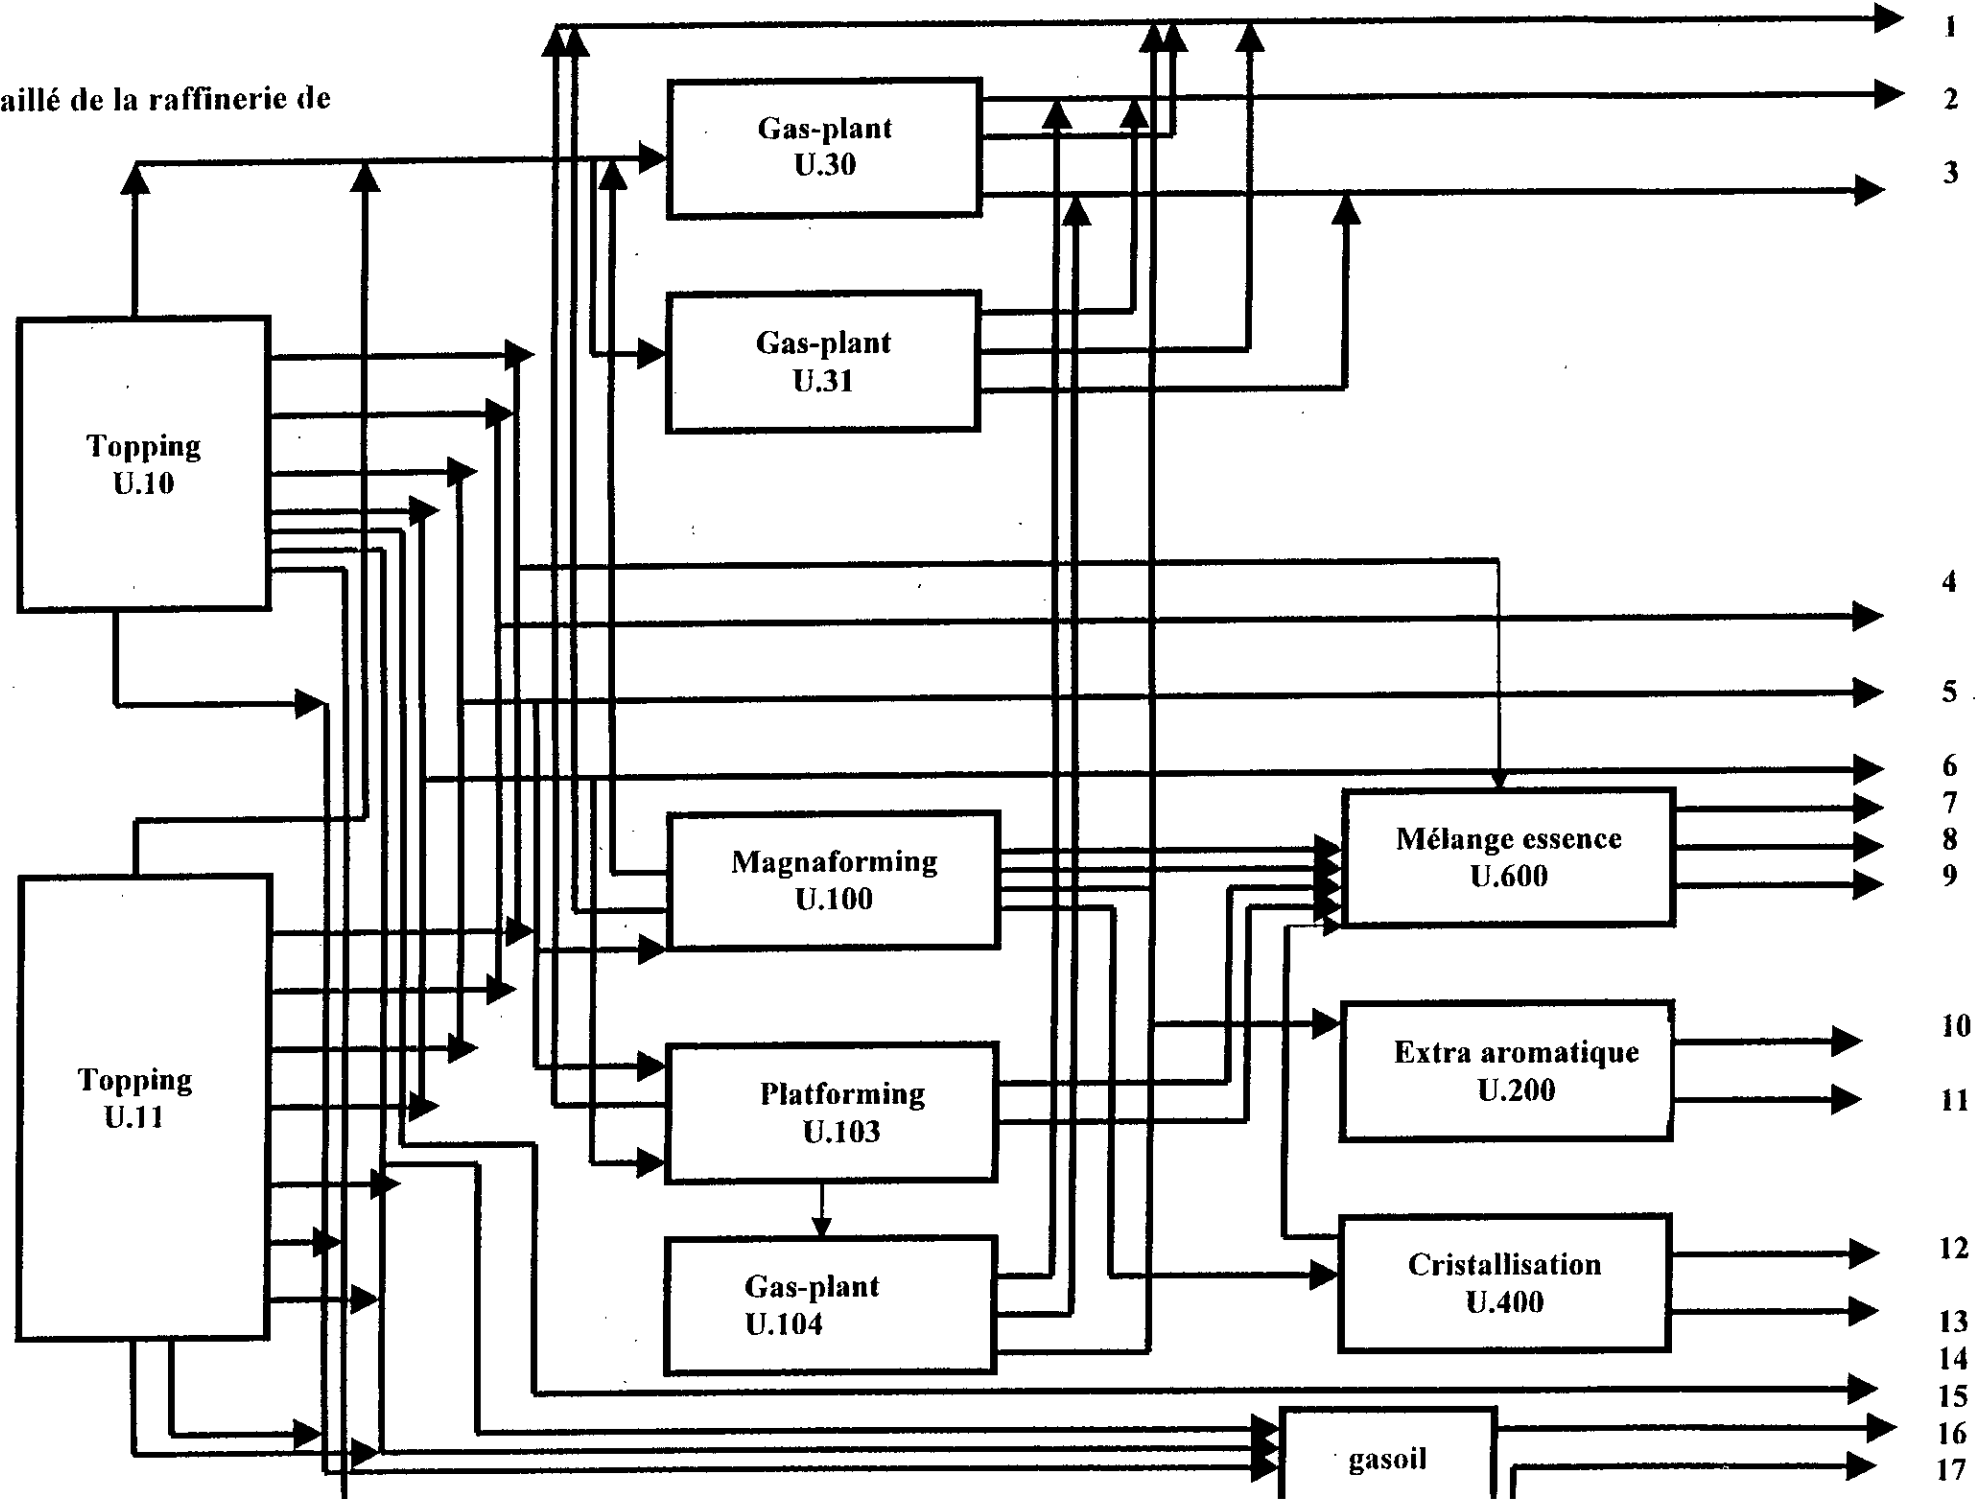 aillé de la raffinerie de
1
2
3
Gas-plant
U.30
Gas-plant
U.31
Topping
U.10
4
5
6
7
8
9
Magnaforming
U.100
Mélange essence
U.600
Topping
U.11
Platforming
U.103
Extra aromatique
U.200
10
11
Gas-plant
U.104
Cristallisation
U.400
12
13
14
15
16
17
gasoil